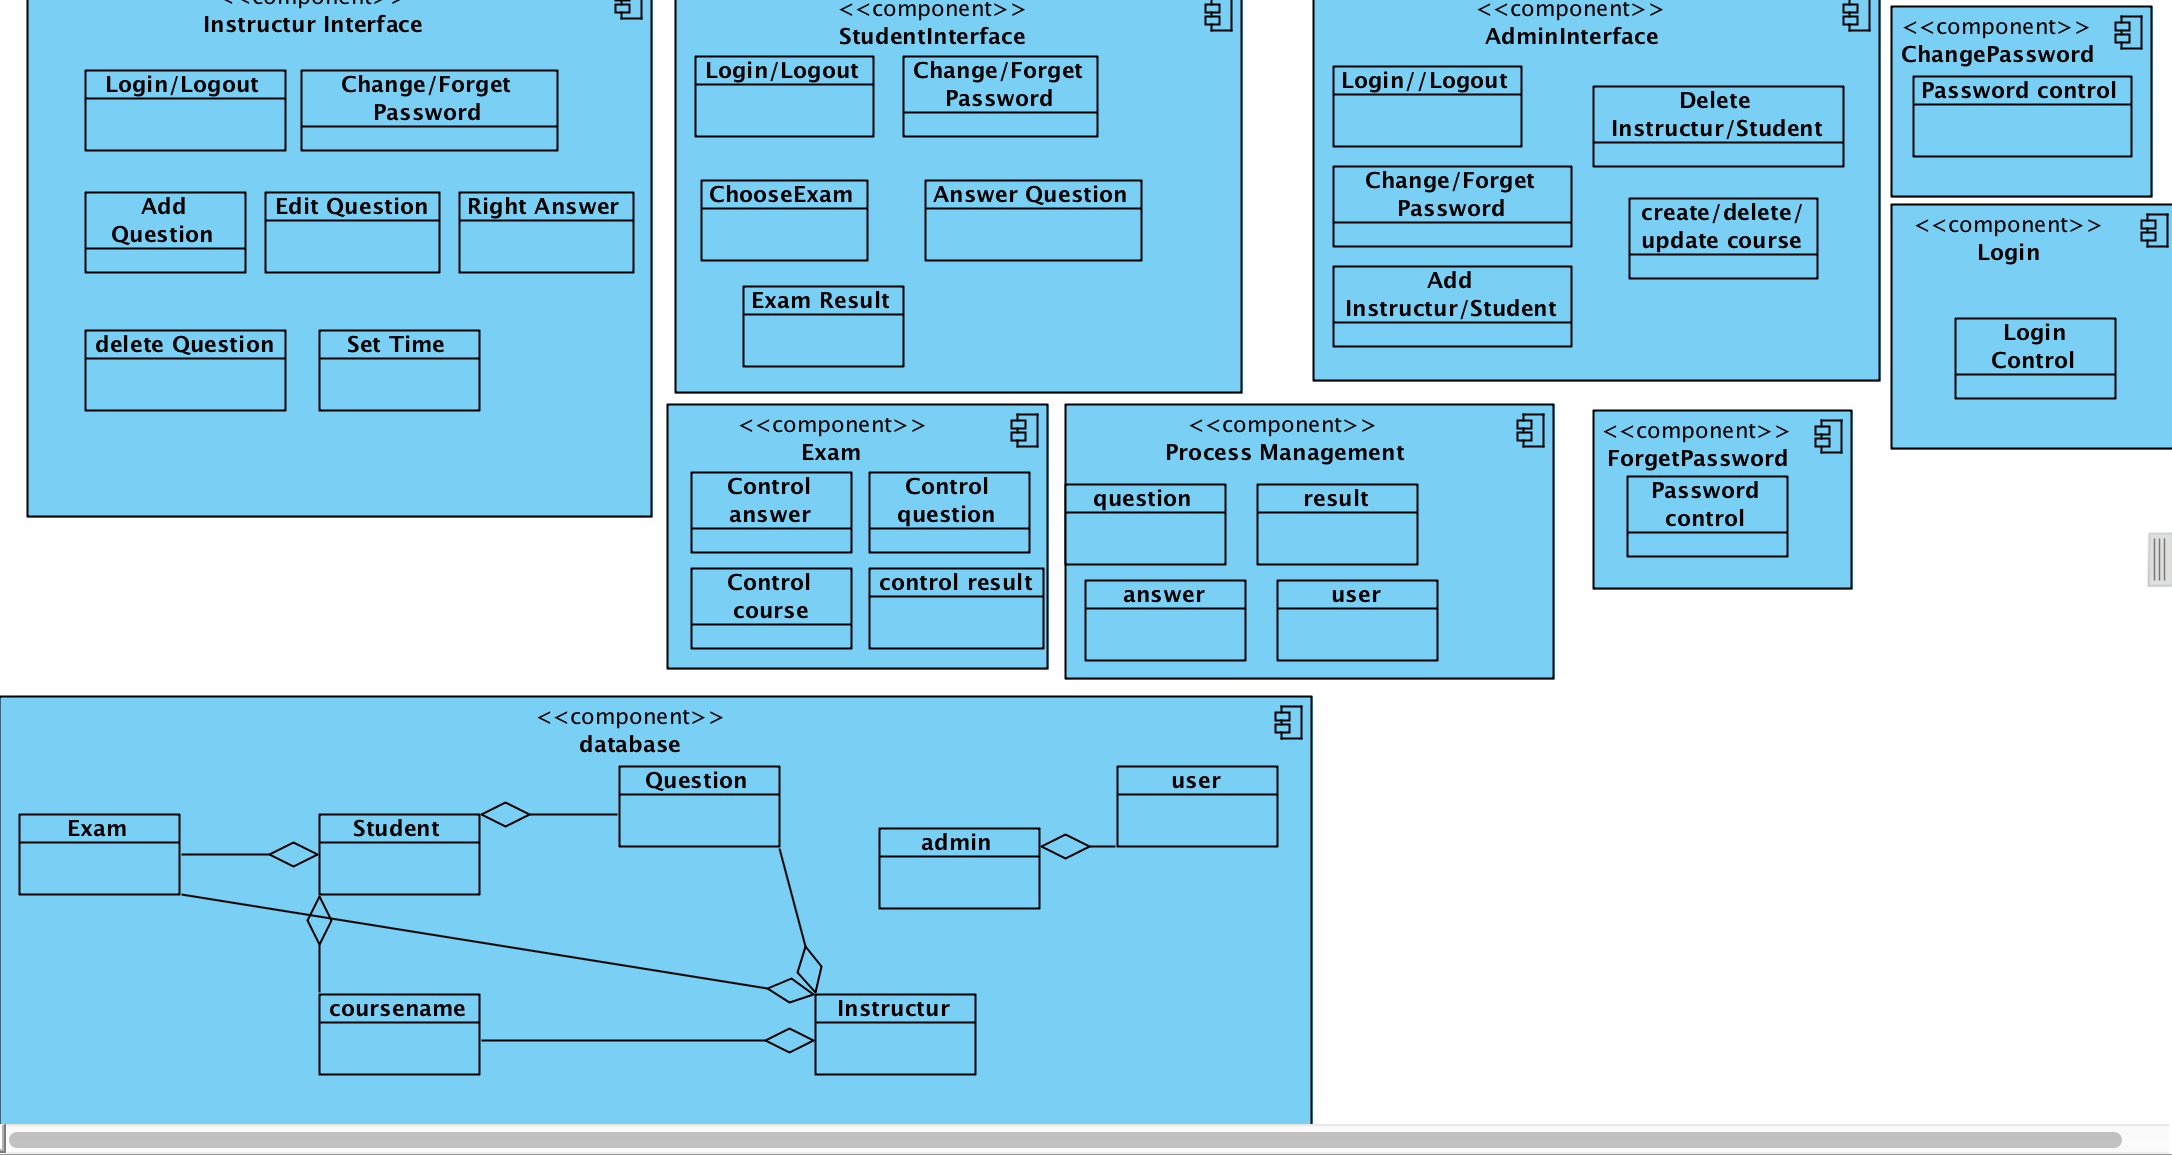 <<component>>
Instructur Interface
Login/Logout
Change/Forget
Password
Add
Question
Edit Question
Right Answer
delete Question
Set Time
<<component>>
StudentInterface
Login/Logout
Change/Forget
Password
ChooseExam
Answer Question
Exam Result
<<component>>
AdminInterface
Login//Logout
Delete
Instructur/Student
Change/Forget
Password
create/delete/
update course
Add
Instructur/Student
<<component>>
ChangePassword
Password control
<<component>>
Login
Login
Control
<<component>>
Exam
Control
answer
Control
question
Control
course
control result
<<component>>
Process Management
question
result
answer
user
<<component>>
ForgetPassword
Password
control
<<component>>
database
Question
user
Exam
Student
admin
coursename
Instructur